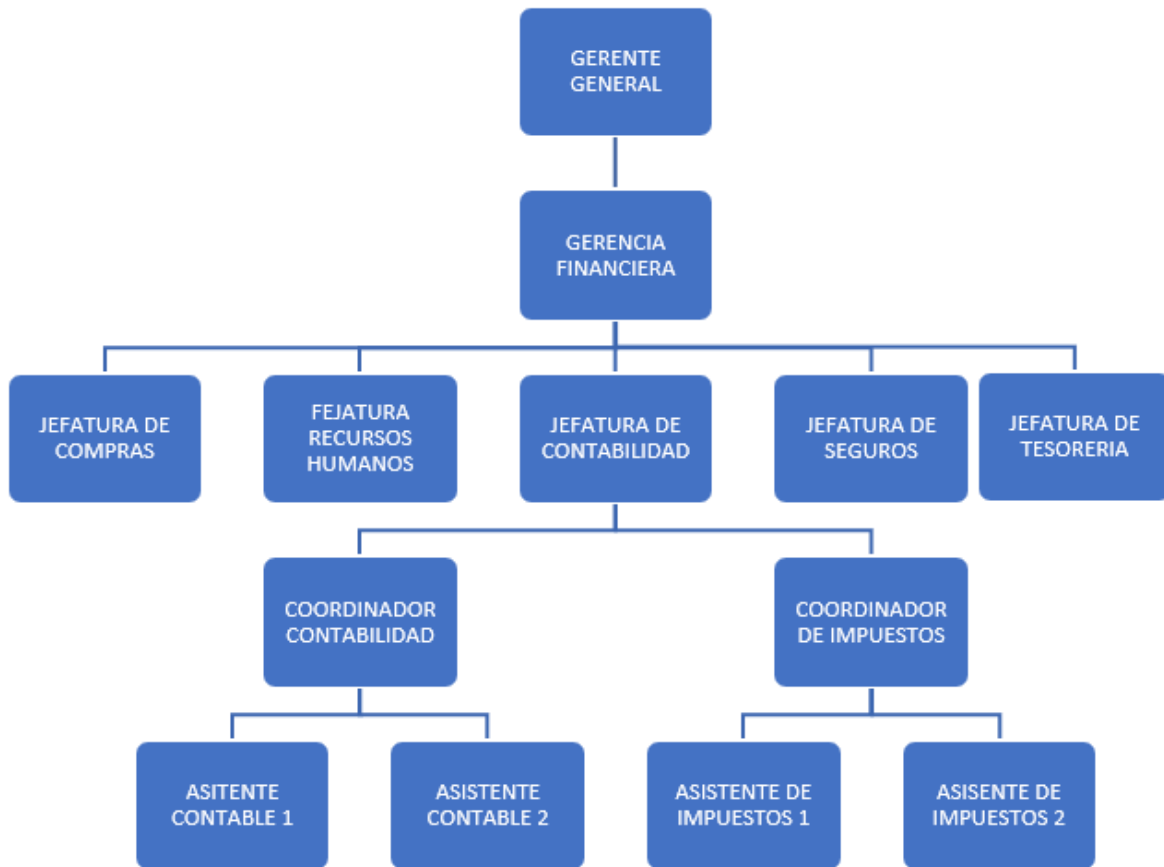 GERENTE
GENERAL
GERENCIA
FINANCIERA
JEFATURA DE
COMPRAS
FEJATURA
RECURSOS
HUMANOS
JEFATURA DE
CONTABILIDAD
JEFATURA DE
SEGUROS
JEFATURA DE
TESORERIA
COORDINADOR
CONTABILIDAD
COORDINADOR
DE IMPUESTOS
ASITENTE
CONTABLE 1
ASISTENTE
CONTABLE 2
ASISTENTE DE
IMPUESTOS 1
ASISENTE DE
IMPUESTOS 2